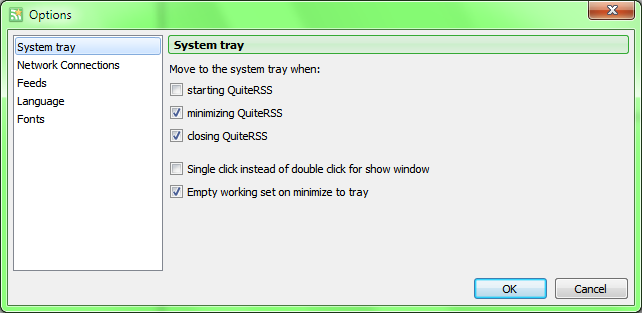 Options
System tray
Network Connections
Feeds
Language
Fonts
System tray
Move to the system tray when:
starting QuiteRSS
minimizing QuiteRSS
closing QuiteRSS
Single click instead of double click for show window
Empty working set on minimize to tray
OK
Cancel